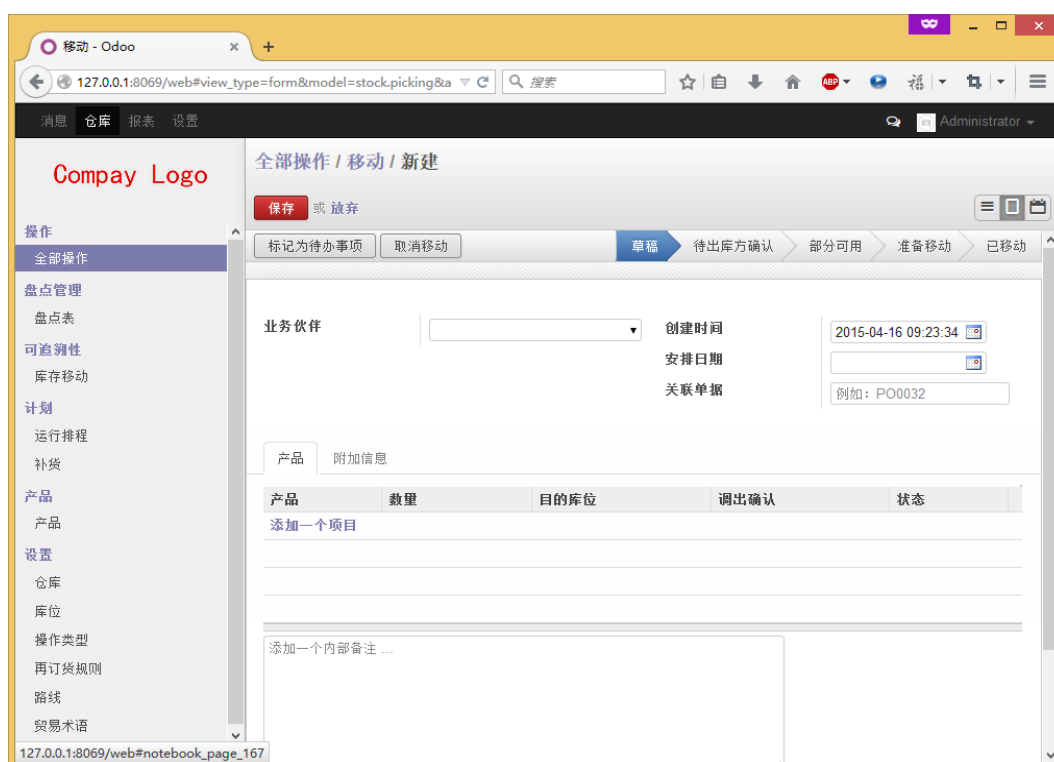 移动 - Odoo
127.0.0.1:8069/web#view_type=form&model=stock.picking&a
搜索
ABP
福
消息 仓库 报表 设置
Administrator
Compay Logo
操作
全部操作
盘点管理
盘点表
可追溯性
库存移动
计划
运行排程
补货
产品
产品
设置
仓库
库位
操作类型
再订货规则
路线
贸易术语
127.0.0.1:8069/web#notebook_page_167
全部操作 / 移动 / 新建
保存 或 放弃
标记为待办事项 取消移动 草稿 待出库方确认 部分可用 准备移动 已移动
业务伙伴
创建时间 2015-04-16 09:23:34
安排日期
关联单据 例如：PO0032
产品 附加信息
产品 数量 目的库位 调出确认 状态
添加一个项目
添加一个内部备注 ...